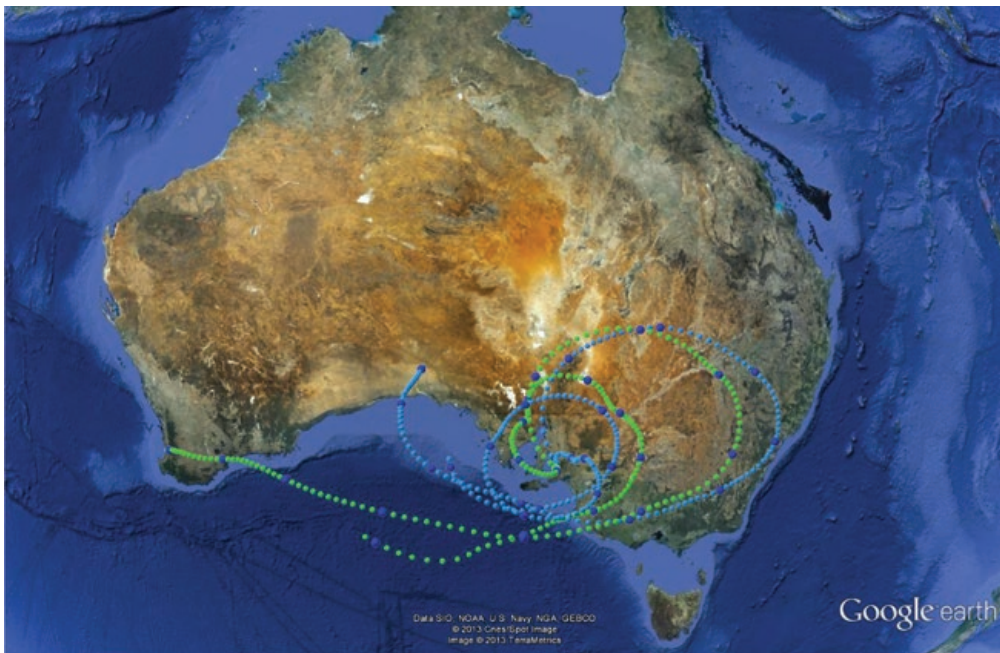 Data SIO, NOAA, U.S. Navy, NGA, GEBCO
© 2013 Cnes/Spot Image
Image © 2013 TerraMetrics
Google earth